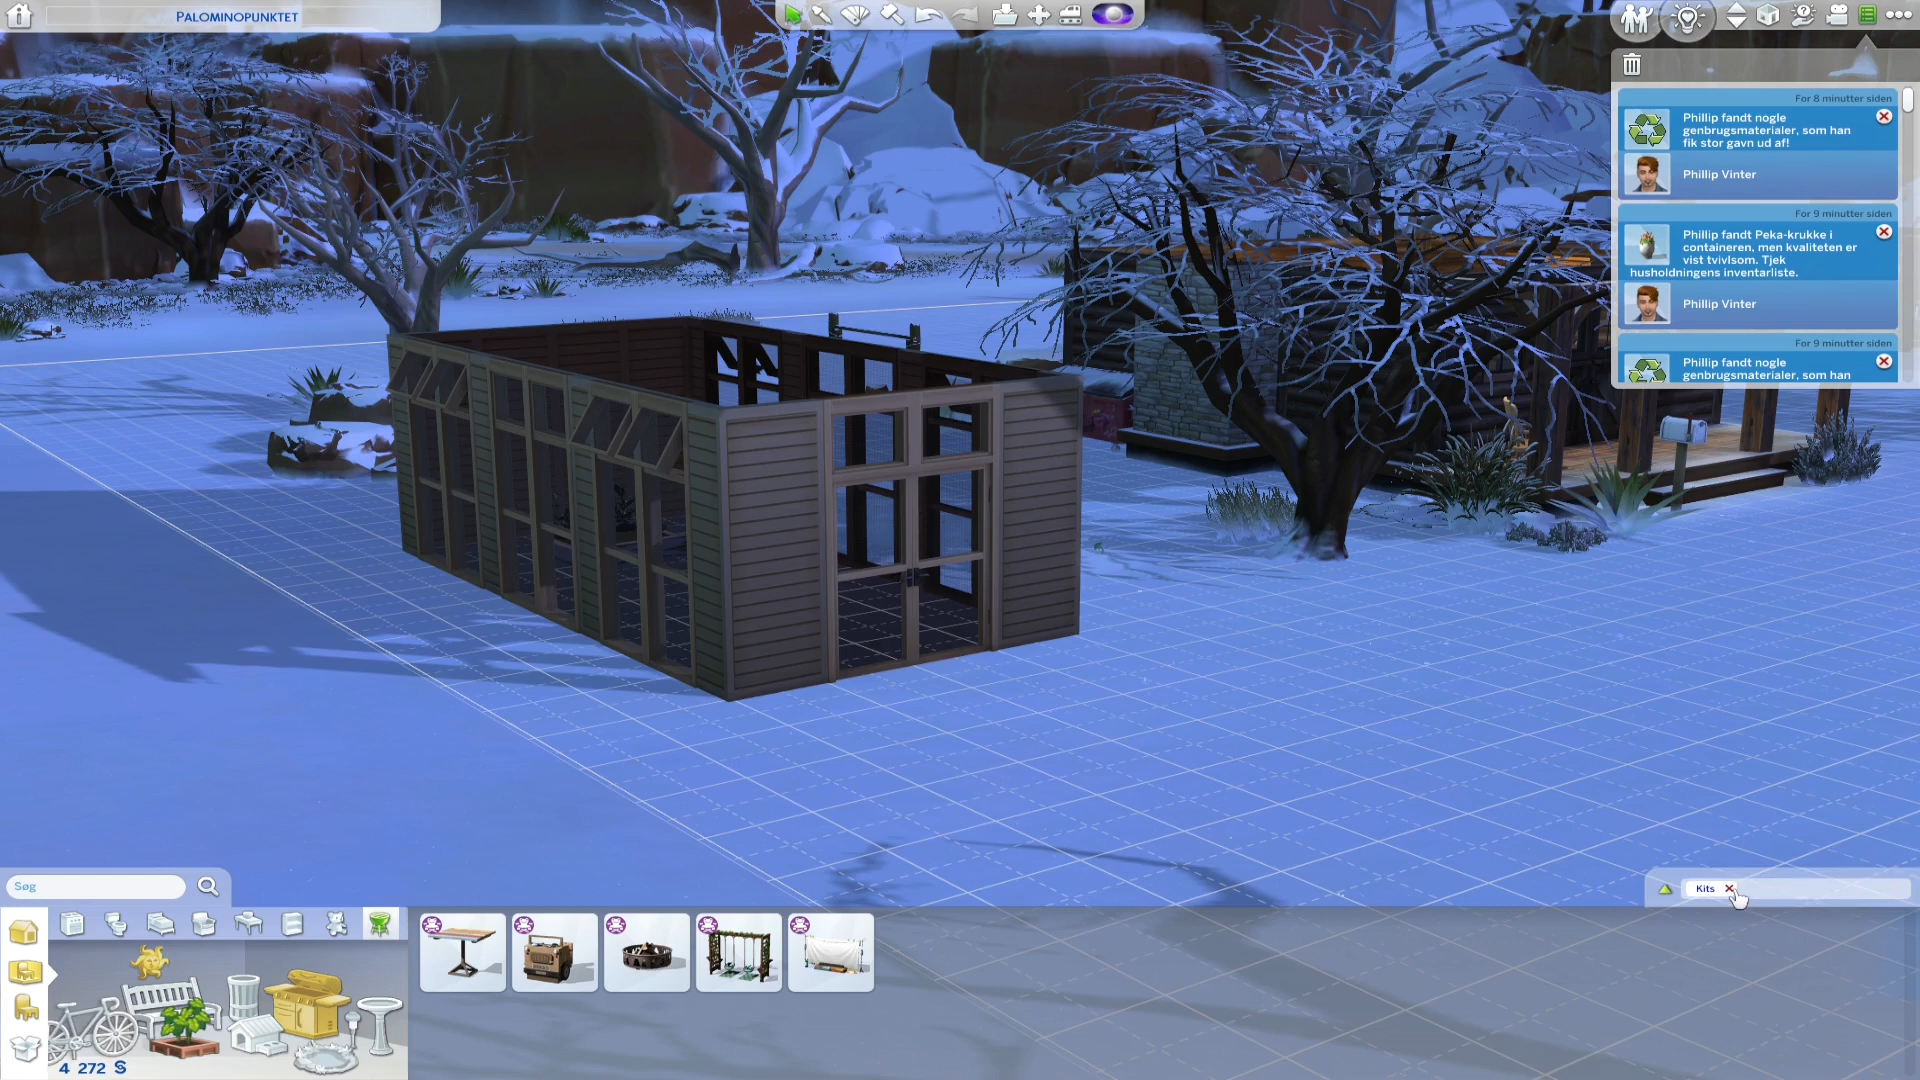 PALOMINOPUNKTET
For 8 minutter siden
Phillip fandt nogle
genbrugsmaterialer, som han
fik stor gavn ud af!
Phillip Vinter
For 9 minutter siden
Phillip fandt Peka-krukke i
containeren, men kvaliteten er
vist tvivlsom. Tjek
husholdningens inventarliste.
Phillip Vinter
For 9 minutter siden
Phillip fandt nogle
genbrugsmaterialer, som han
Søg
Kits
4 272 S